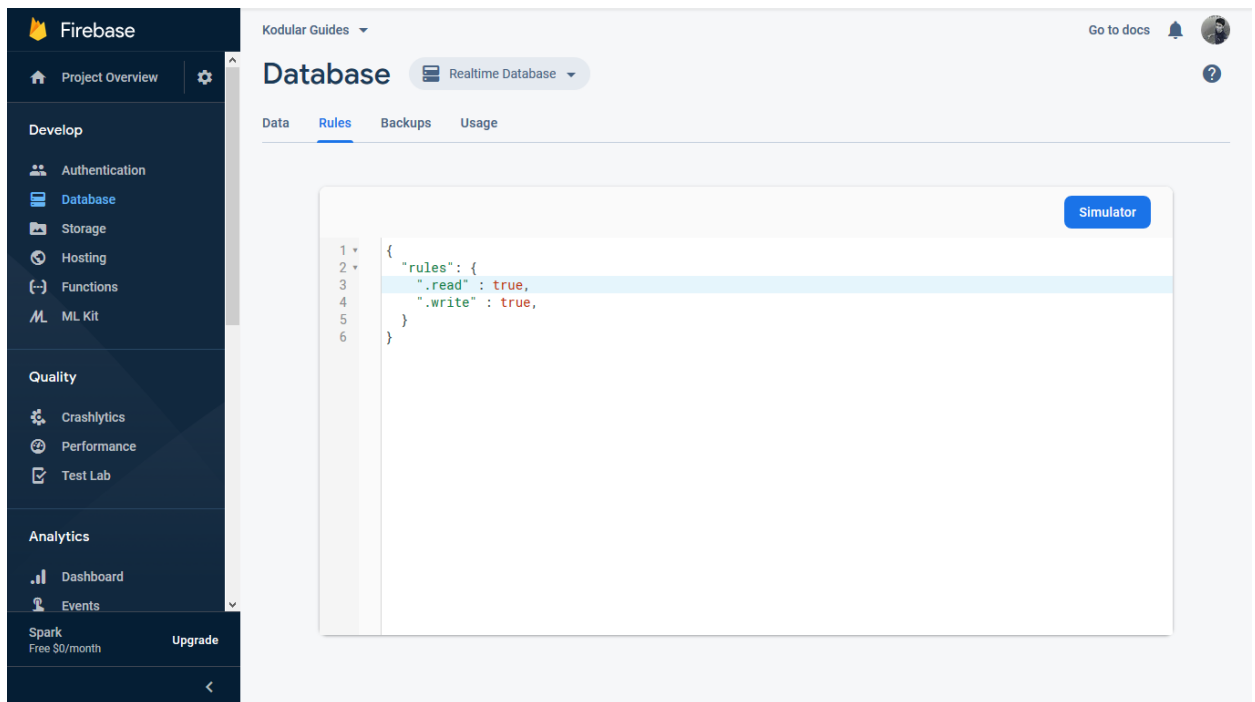 Firebase
Project Overview
Develop
Authentication
Database
Storage
Hosting
Functions
ML Kit
Quality
Crashlytics
Performance
Test Lab
Analytics
Dashboard
Events
Spark
Free $0/month
Upgrade
Kodular Guides
Go to docs
Database
Realtime Database
Data Rules Backups Usage
Simulator
1 {
2 "rules": {
3 ".read" : true,
4 ".write" : true,
5 }
6 }